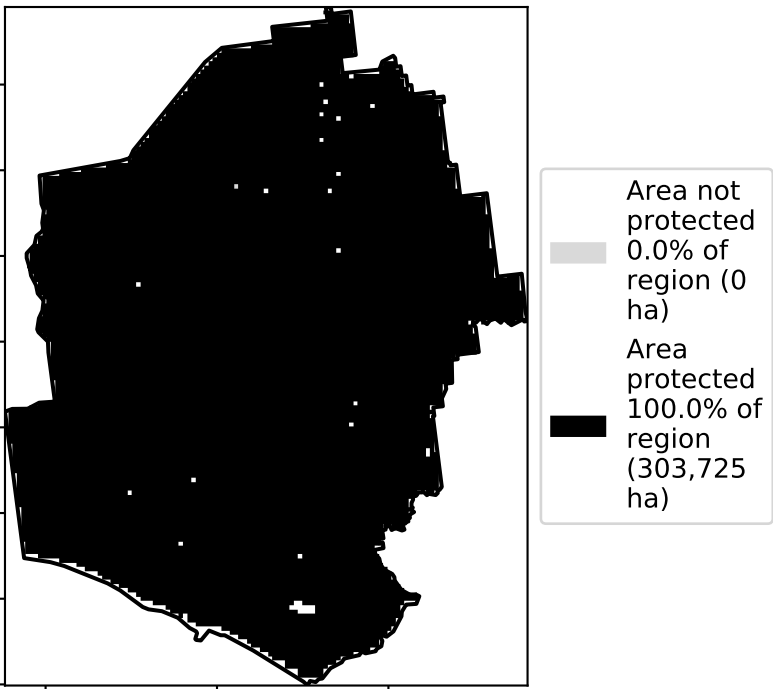 Area not
protected
0.0% of
region (0
ha)
Area
protected
100.0% of
region
(303,725
ha)